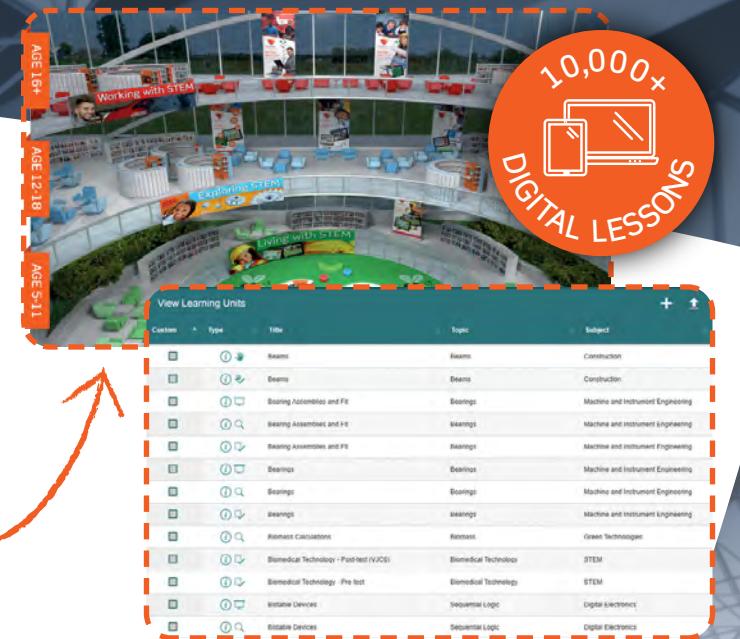 AGE 16+
Working with STEM
AGE 12-18
Exploring STEM
AGE 5-11
Living with STEM
10,000+
DIGITAL LESSONS
View Learning Units
Custom Type Title Topic Subject
Beams Beams Construction
Beams Beams Construction
Bearing Assemblies and Fit Bearings Machine and Instrument Engineering
Bearing Assemblies and Fit Bearings Machine and Instrument Engineering
Bearing Assemblies and Fit Bearings Machine and Instrument Engineering
Bearings Bearings Machine and Instrument Engineering
Bearings Bearings Machine and Instrument Engineering
Bearings Bearings Machine and Instrument Engineering
Biomass Calculations Biomass Green Technologies
Biomedical Technology - Post-test (VJCS) Biomedical Technology STEM
Biomedical Technology - Pre test Biomedical Technology STEM
Bistable Devices Sequential Logic Digital Electronics
Bistable Devices Sequential Logic Digital Electronics